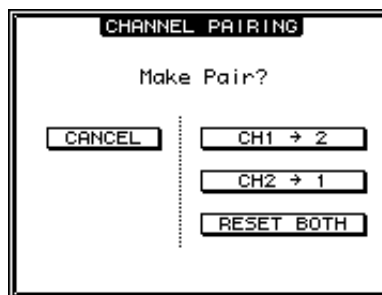 CHANNEL PAIRING
Make Pair?
CANCEL
CH1 → 2
CH2 → 1
RESET BOTH